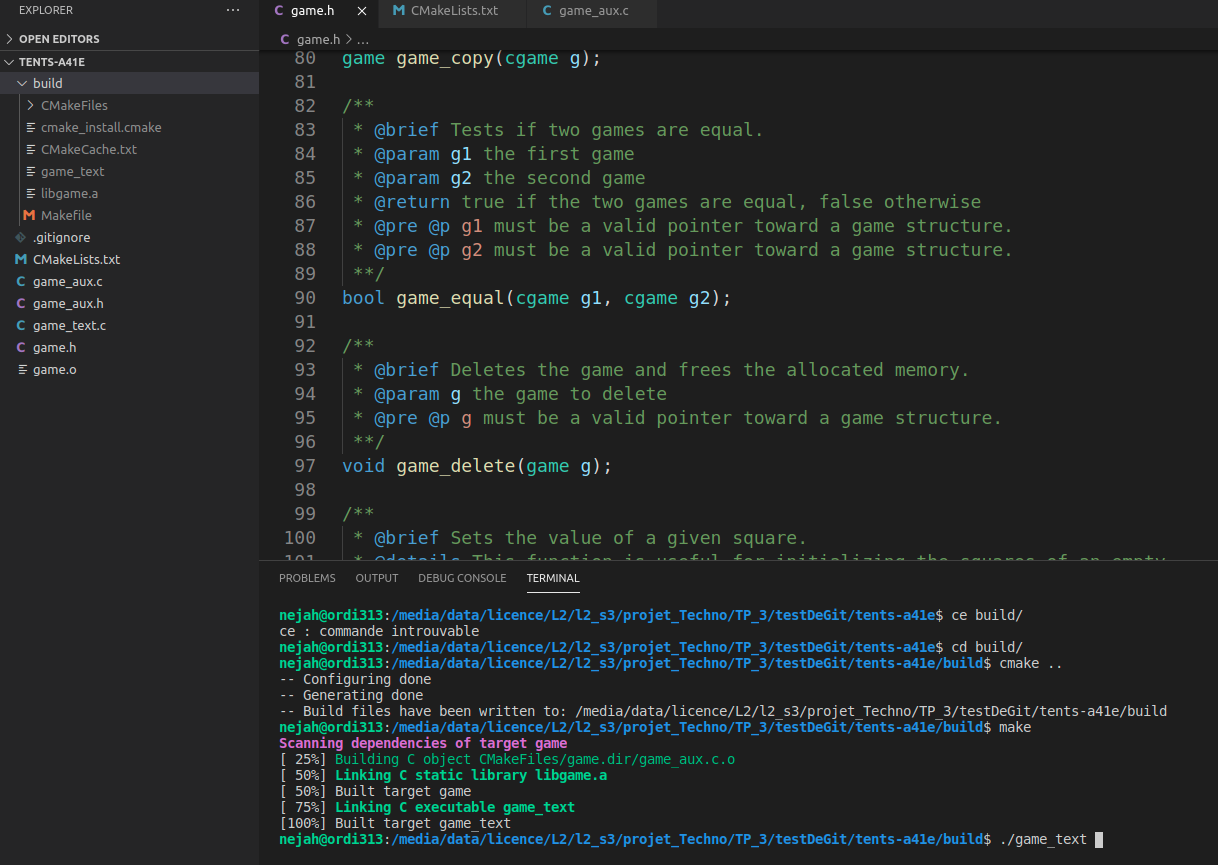 EXPLORER
···
OPEN EDITORS
TENTS-A41E
build
CMakeFiles
cmake_install.cmake
CMakeCache.txt
game_text
libgame.a
M Makefile
.gitignore
M CMakeLists.txt
C game_aux.c
C game_aux.h
C game_text.c
C game.h
game.o
C game.h × M CMakeLists.txt C game_aux.c
C game.h > ...
80 game game_copy(cgame g);
81
82 /**
83 * @brief Tests if two games are equal.
84 * @param g1 the first game
85 * @param g2 the second game
86 * @return true if the two games are equal, false otherwise
87 * @pre @p g1 must be a valid pointer toward a game structure.
88 * @pre @p g2 must be a valid pointer toward a game structure.
89 **/
90 bool game_equal(cgame g1, cgame g2);
91
92 /**
93 * @brief Deletes the game and frees the allocated memory.
94 * @param g the game to delete
95 * @pre @p g must be a valid pointer toward a game structure.
96 **/
97 void game_delete(game g);
98
99 /**
100 * @brief Sets the value of a given square.
101 * @details This function is useful for initializing the squares of an empty
PROBLEMS OUTPUT DEBUG CONSOLE TERMINAL
nejah@ordi313:/media/data/licence/L2/l2_s3/projet_Techno/TP_3/testDeGit/tents-a41e$ ce build/
ce : commande introuvable
nejah@ordi313:/media/data/licence/L2/l2_s3/projet_Techno/TP_3/testDeGit/tents-a41e$ cd build/
nejah@ordi313:/media/data/licence/L2/l2_s3/projet_Techno/TP_3/testDeGit/tents-a41e/build$ cmake ..
-- Configuring done
-- Generating done
-- Build files have been written to: /media/data/licence/L2/l2_s3/projet_Techno/TP_3/testDeGit/tents-a41e/build
nejah@ordi313:/media/data/licence/L2/l2_s3/projet_Techno/TP_3/testDeGit/tents-a41e/build$ make
Scanning dependencies of target game
[ 25%] Building C object CMakeFiles/game.dir/game_aux.c.o
[ 50%] Linking C static library libgame.a
[ 50%] Built target game
[ 75%] Linking C executable game_text
[100%] Built target game_text
nejah@ordi313:/media/data/licence/L2/l2_s3/projet_Techno/TP_3/testDeGit/tents-a41e/build$ ./game_text